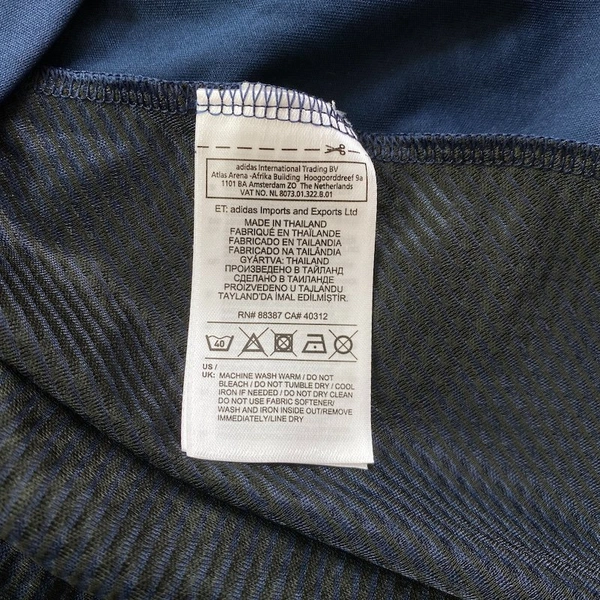 adidas International Trading BV
Atlas Arena -Afrika Building Hoogoorddreef 9a
1101 BA Amsterdam ZO The Netherlands
VAT NO. NL 8073.01.322.B.01
ET: adidas Imports and Exports Ltd
MADE IN THAILAND
FABRIQUÉ EN THAÏLANDE
FABRICADO EN TAILANDIA
FABRICADO NA TAILÂNDIA
GYÁRTVA: THAILAND
ПРОИЗВЕДЕНО В ТАЙЛАНД
СДЕЛАНО В ТАИЛАНДЕ
PROIZVEDENO U TAJLANDU
TAYLAND'DA İMAL EDİLMİŞTİR.
RN# 88387 CA# 40312
40
US /
UK: MACHINE WASH WARM / DO NOT
BLEACH / DO NOT TUMBLE DRY / COOL
IRON IF NEEDED / DO NOT DRY CLEAN
DO NOT USE FABRIC SOFTENER/
WASH AND IRON INSIDE OUT/REMOVE
IMMEDIATELY/LINE DRY